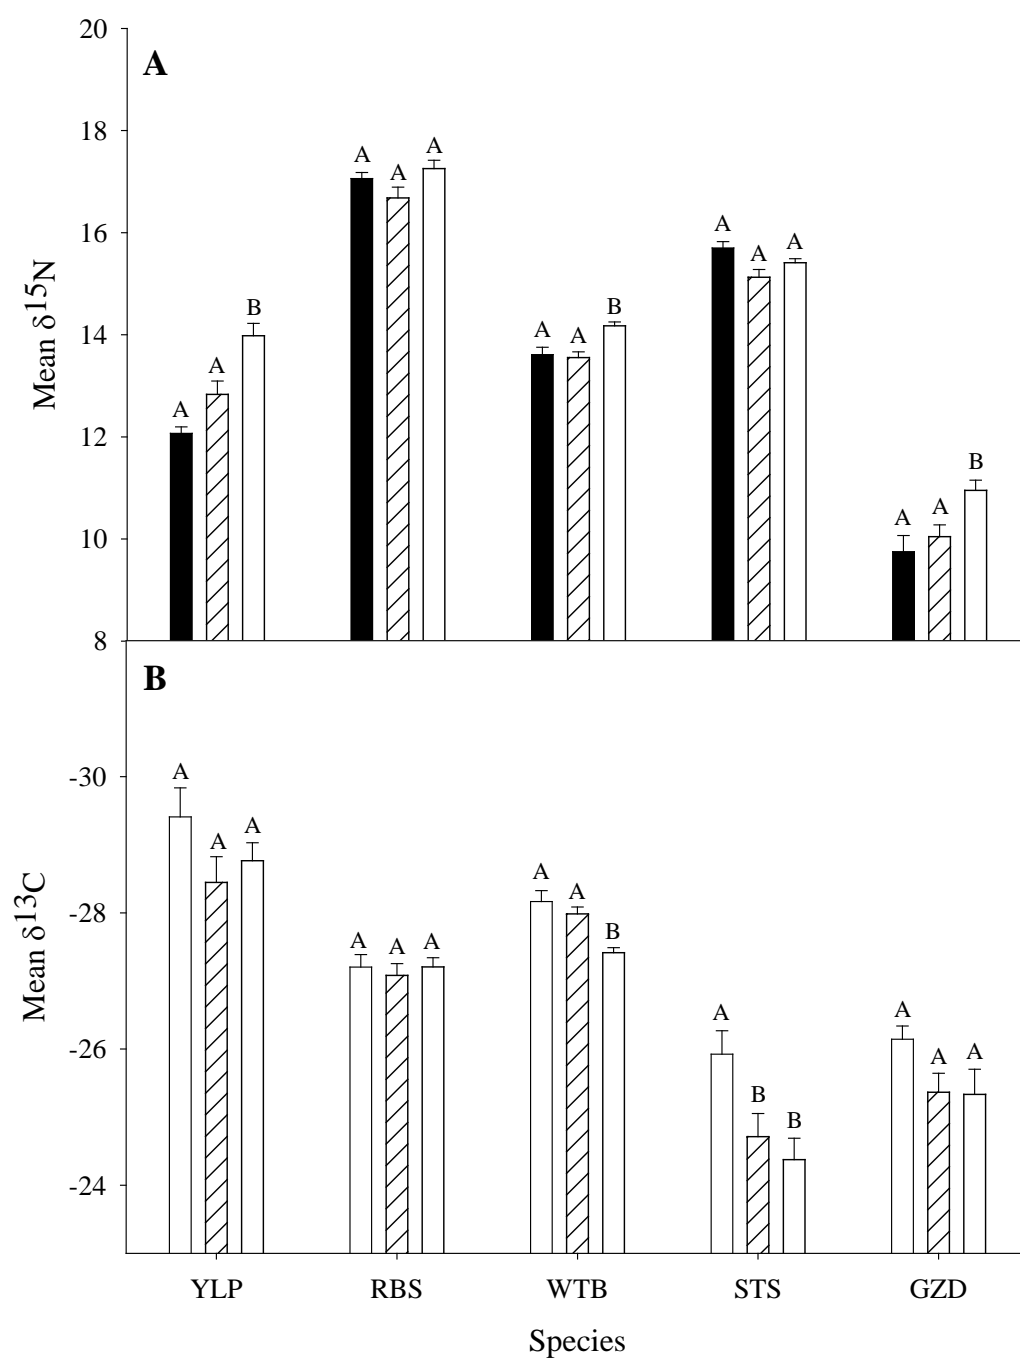 20
A
18
16
14
12
10
8
Mean δ15N
A A B
A A A
A A B
A A A
A A B
B
-30
-28
-26
-24
Mean δ13C
A A A
A A A
A A B
A B B
A A A
YLP RBS WTB STS GZD
Species